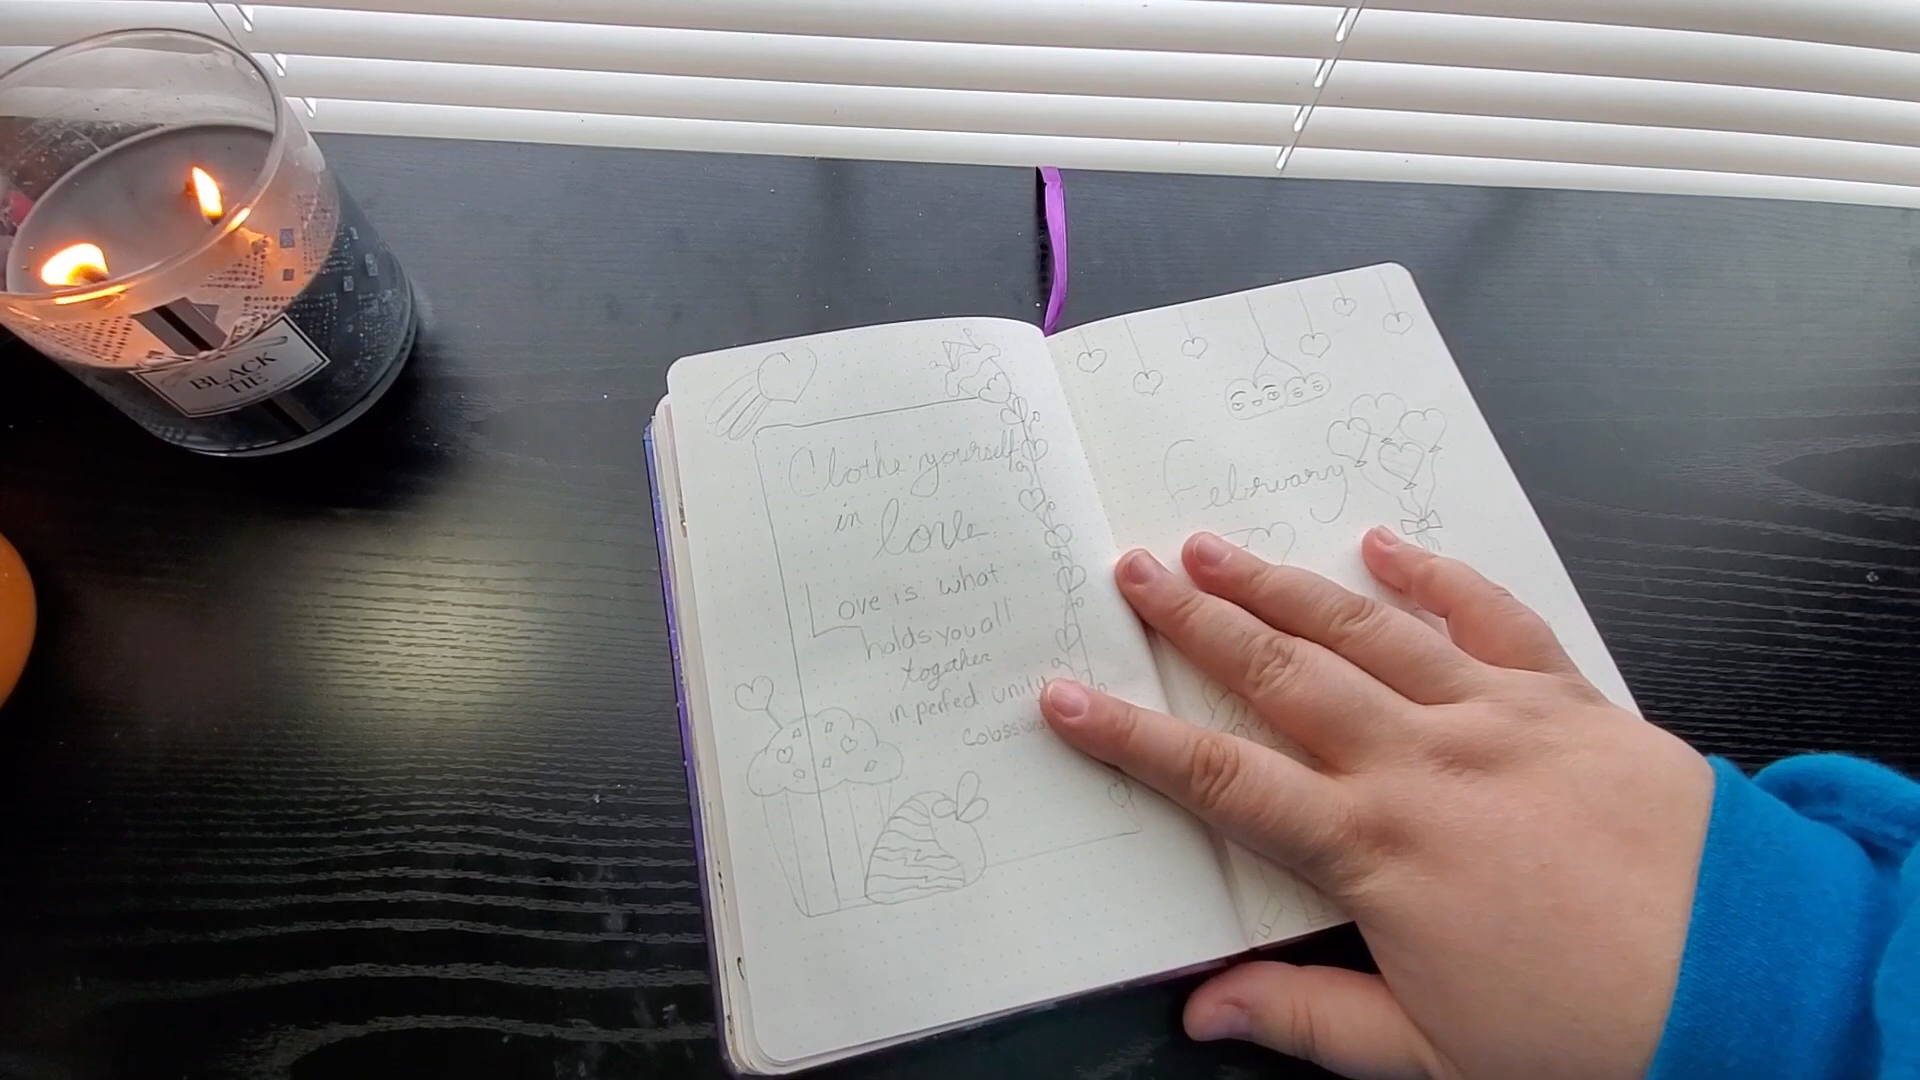 BLACK
TIE
Clothe yourself
in love
Love is what
holds you all
together
in perfect unity
February